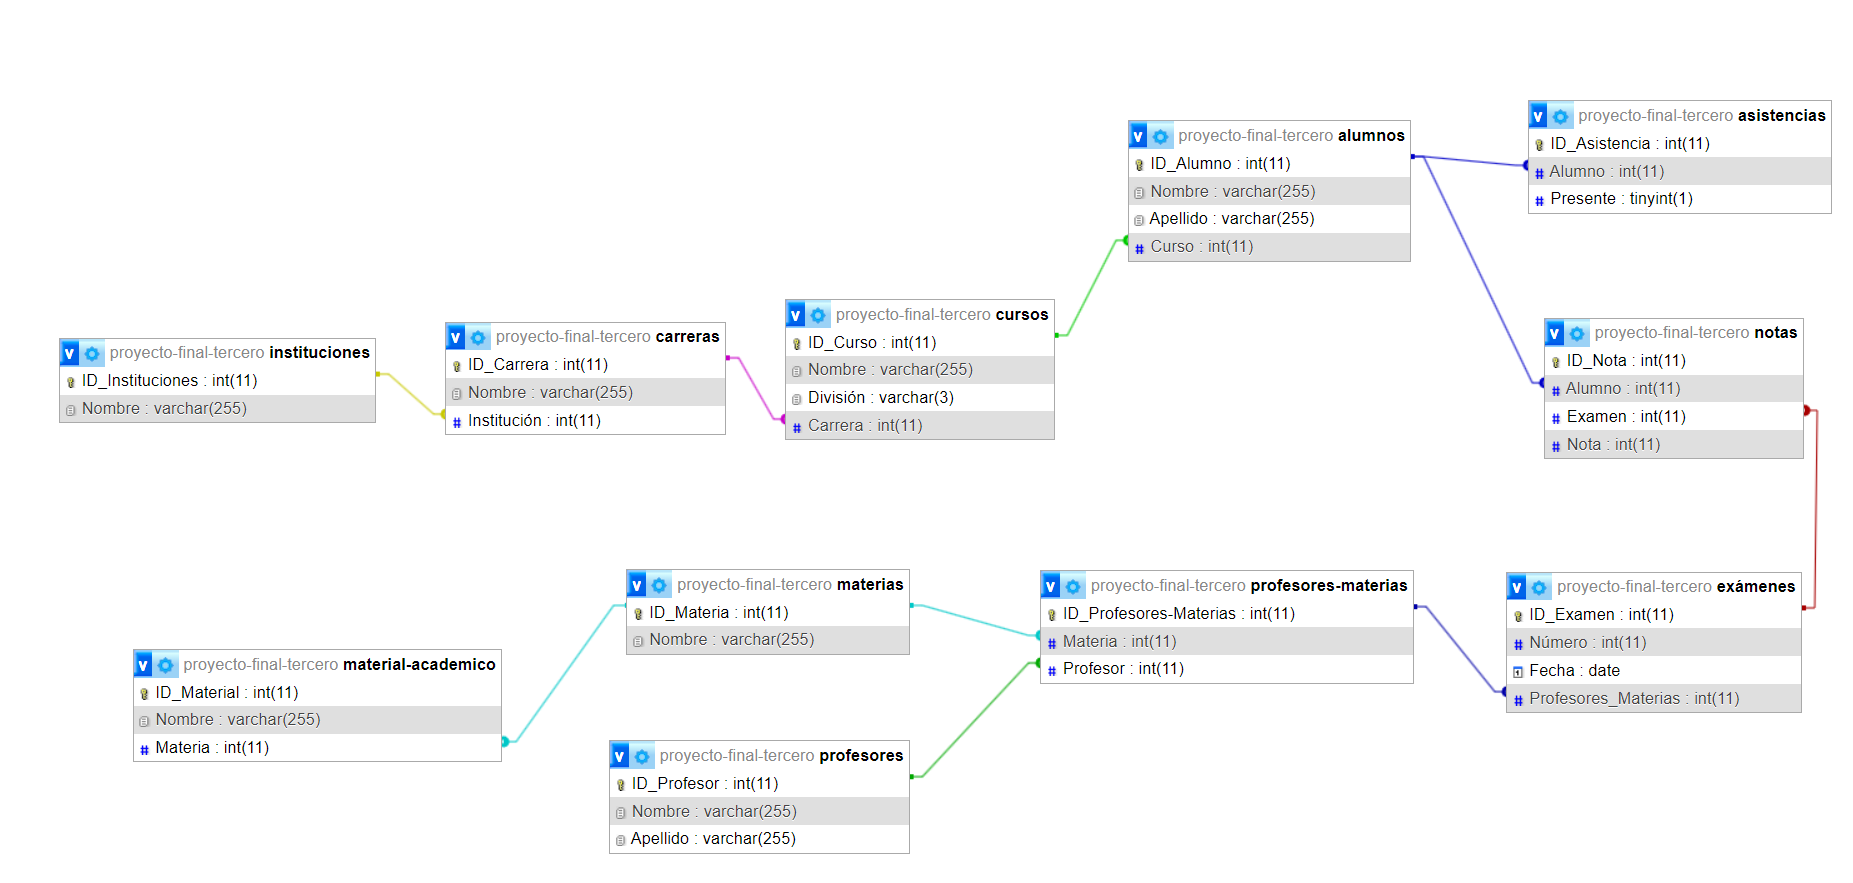 v proyecto-final-tercero asistencias
ID_Asistencia : int(11)
Alumno : int(11)
Presente : tinyint(1)
v proyecto-final-tercero alumnos
ID_Alumno : int(11)
Nombre : varchar(255)
Apellido : varchar(255)
Curso : int(11)
v proyecto-final-tercero cursos
ID_Curso : int(11)
Nombre : varchar(255)
División : varchar(3)
Carrera : int(11)
v proyecto-final-tercero notas
ID_Nota : int(11)
Alumno : int(11)
Examen : int(11)
Nota : int(11)
v proyecto-final-tercero carreras
ID_Carrera : int(11)
Nombre : varchar(255)
Institución : int(11)
v proyecto-final-tercero instituciones
ID_Instituciones : int(11)
Nombre : varchar(255)
v proyecto-final-tercero materias
ID_Materia : int(11)
Nombre : varchar(255)
v proyecto-final-tercero profesores-materias
ID_Profesores-Materias : int(11)
Materia : int(11)
Profesor : int(11)
v proyecto-final-tercero exámenes
ID_Examen : int(11)
Número : int(11)
Fecha : date
Profesores_Materias : int(11)
v proyecto-final-tercero material-academico
ID_Material : int(11)
Nombre : varchar(255)
Materia : int(11)
v proyecto-final-tercero profesores
ID_Profesor : int(11)
Nombre : varchar(255)
Apellido : varchar(255)